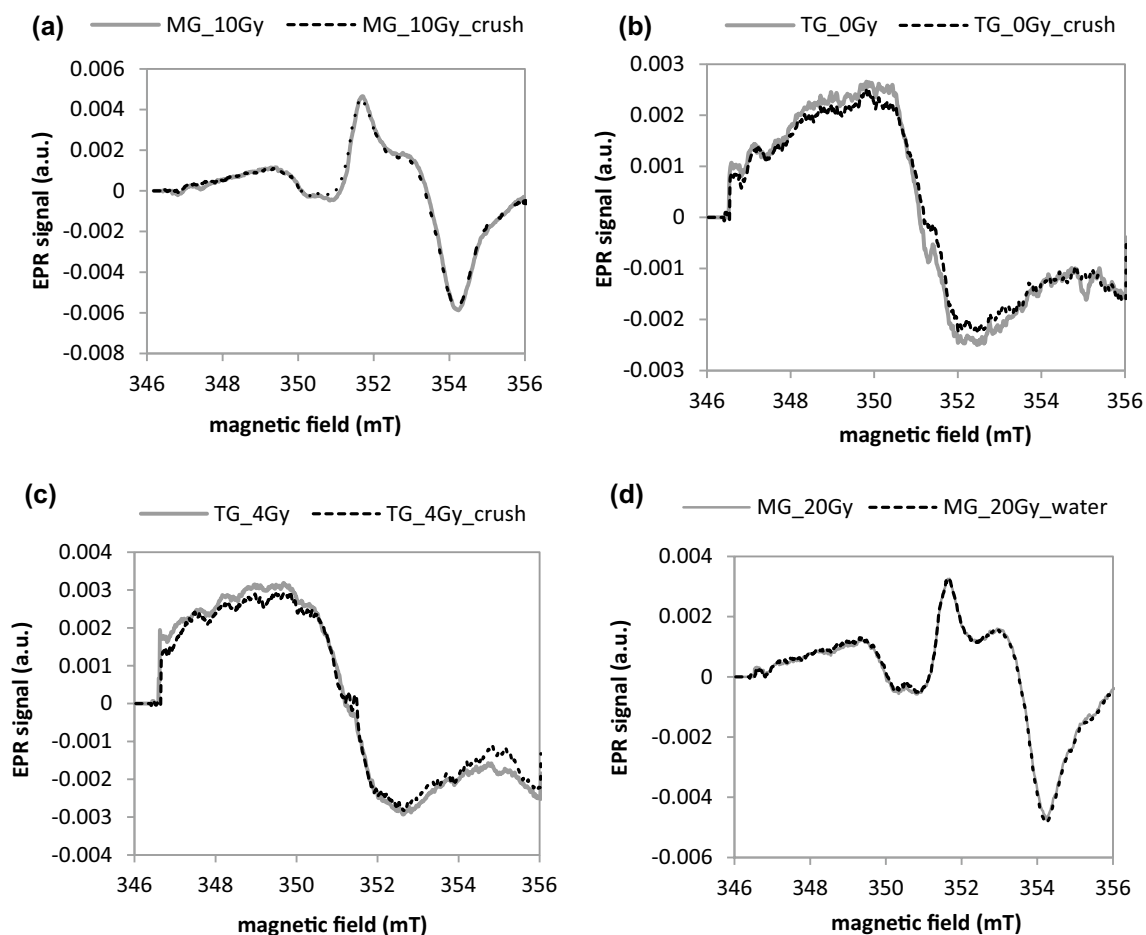 (a)
MG_10Gy MG_10Gy_crush
0.006
0.004
0.002
0
-0.002
-0.004
-0.006
-0.008
346 348 350 352 354 356
EPR signal (a.u.)
magnetic field (mT)
(b)
TG_0Gy TG_0Gy_crush
0.003
0.002
0.001
0
-0.001
-0.002
-0.003
346 348 350 352 354 356
EPR signal (a.u.)
magnetic field (mT)
(c)
TG_4Gy TG_4Gy_crush
0.004
0.003
0.002
0.001
0
-0.001
-0.002
-0.003
-0.004
346 348 350 352 354 356
EPR signal (a.u.)
magnetic field (mT)
(d)
MG_20Gy MG_20Gy_water
0.004
0.002
0
-0.002
-0.004
-0.006
346 348 350 352 354 356
EPR signal (a.u.)
magnetic field (mT)